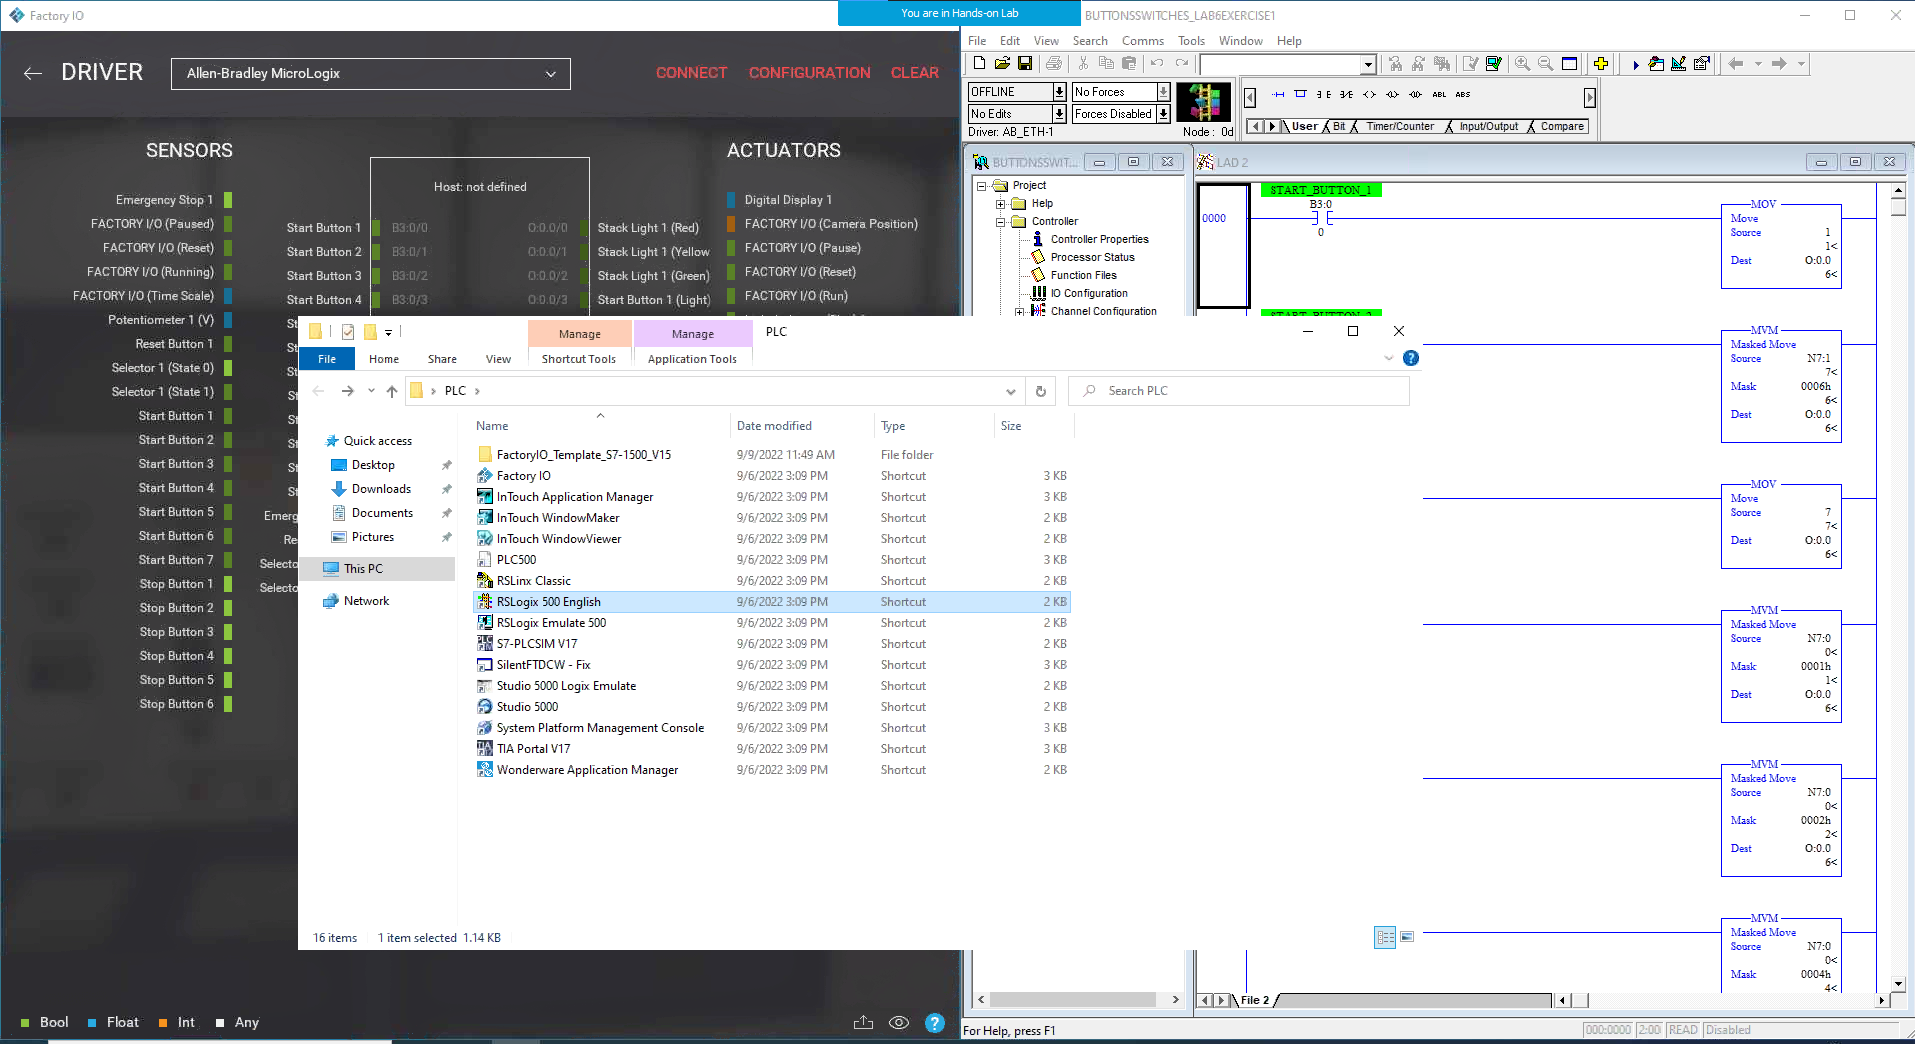 Factory IO
You are in Hands-on Lab
BUTTONSSWITCHES_LAB6EXERCISE1
File Edit View Search Comms Tools Window Help
DRIVER
Allen-Bradley MicroLogix
CONNECT CONFIGURATION CLEAR
OFFLINE
No Forces
No Edits
Forces Disabled
Driver: AB_ETH-1
Node : 0d
ABL ABS
User Bit Timer/Counter Input/Output Compare
SENSORS
Emergency Stop 1
FACTORY I/O (Paused)
FACTORY I/O (Reset)
FACTORY I/O (Running)
FACTORY I/O (Time Scale)
Potentiometer 1 (V)
Reset Button 1
Selector 1 (State 0)
Selector 1 (State 1)
Start Button 1
Start Button 2
Start Button 3
Start Button 4
Start Button 5
Start Button 6
Start Button 7
Stop Button 1
Stop Button 2
Stop Button 3
Stop Button 4
Stop Button 5
Stop Button 6
Host: not defined
Start Button 1 B3:0/0 O:0.0/0 Stack Light 1 (Red)
Start Button 2 B3:0/1 O:0.0/1 Stack Light 1 (Yellow
Start Button 3 B3:0/2 O:0.0/2 Stack Light 1 (Green)
Start Button 4 B3:0/3 O:0.0/3 Start Button 1 (Light)
St
St
St
St
St
St
St
St
Emerg
Re
Selecto
Selecto
ACTUATORS
Digital Display 1
FACTORY I/O (Camera Position)
FACTORY I/O (Pause)
FACTORY I/O (Reset)
FACTORY I/O (Run)
Bool Float Int Any
?
BUTTONSSWIT...
Project
Help
Controller
Controller Properties
Processor Status
Function Files
IO Configuration
Channel Configuration
LAD 2
START_BUTTON_1
B3:0
0000
0
MOV
Move
Source 1
1<
Dest O:0.0
6<
START_BUTTON_2
MVM
Masked Move
Source N7:1
7<
Mask 0006h
6<
Dest O:0.0
6<
MOV
Move
Source 7
7<
Dest O:0.0
6<
MVM
Masked Move
Source N7:0
0<
Mask 0001h
1<
Dest O:0.0
6<
MVM
Masked Move
Source N7:0
0<
Mask 0002h
2<
Dest O:0.0
6<
MVM
Masked Move
Source N7:0
0<
Mask 0004h
4<
File 2
For Help, press F1
000:0000 2:00 READ Disabled
Manage Manage PLC
File Home Share View Shortcut Tools Application Tools
?
PLC
Search PLC
Quick access
Desktop
Downloads
Documents
Pictures
This PC
Network
Name Date modified Type Size
FactoryIO_Template_S7-1500_V15 9/9/2022 11:49 AM File folder
Factory IO 9/6/2022 3:09 PM Shortcut 3 KB
InTouch Application Manager 9/6/2022 3:09 PM Shortcut 3 KB
InTouch WindowMaker 9/6/2022 3:09 PM Shortcut 2 KB
InTouch WindowViewer 9/6/2022 3:09 PM Shortcut 2 KB
PLC500 9/6/2022 3:09 PM Shortcut 3 KB
RSLinx Classic 9/6/2022 3:09 PM Shortcut 2 KB
RSLogix 500 English 9/6/2022 3:09 PM Shortcut 2 KB
RSLogix Emulate 500 9/6/2022 3:09 PM Shortcut 2 KB
S7-PLCSIM V17 9/6/2022 3:09 PM Shortcut 2 KB
SilentFTDCW - Fix 9/6/2022 3:09 PM Shortcut 3 KB
Studio 5000 Logix Emulate 9/6/2022 3:09 PM Shortcut 2 KB
Studio 5000 9/6/2022 3:09 PM Shortcut 2 KB
System Platform Management Console 9/6/2022 3:09 PM Shortcut 3 KB
TIA Portal V17 9/6/2022 3:09 PM Shortcut 3 KB
Wonderware Application Manager 9/6/2022 3:09 PM Shortcut 2 KB
16 items 1 item selected 1.14 KB